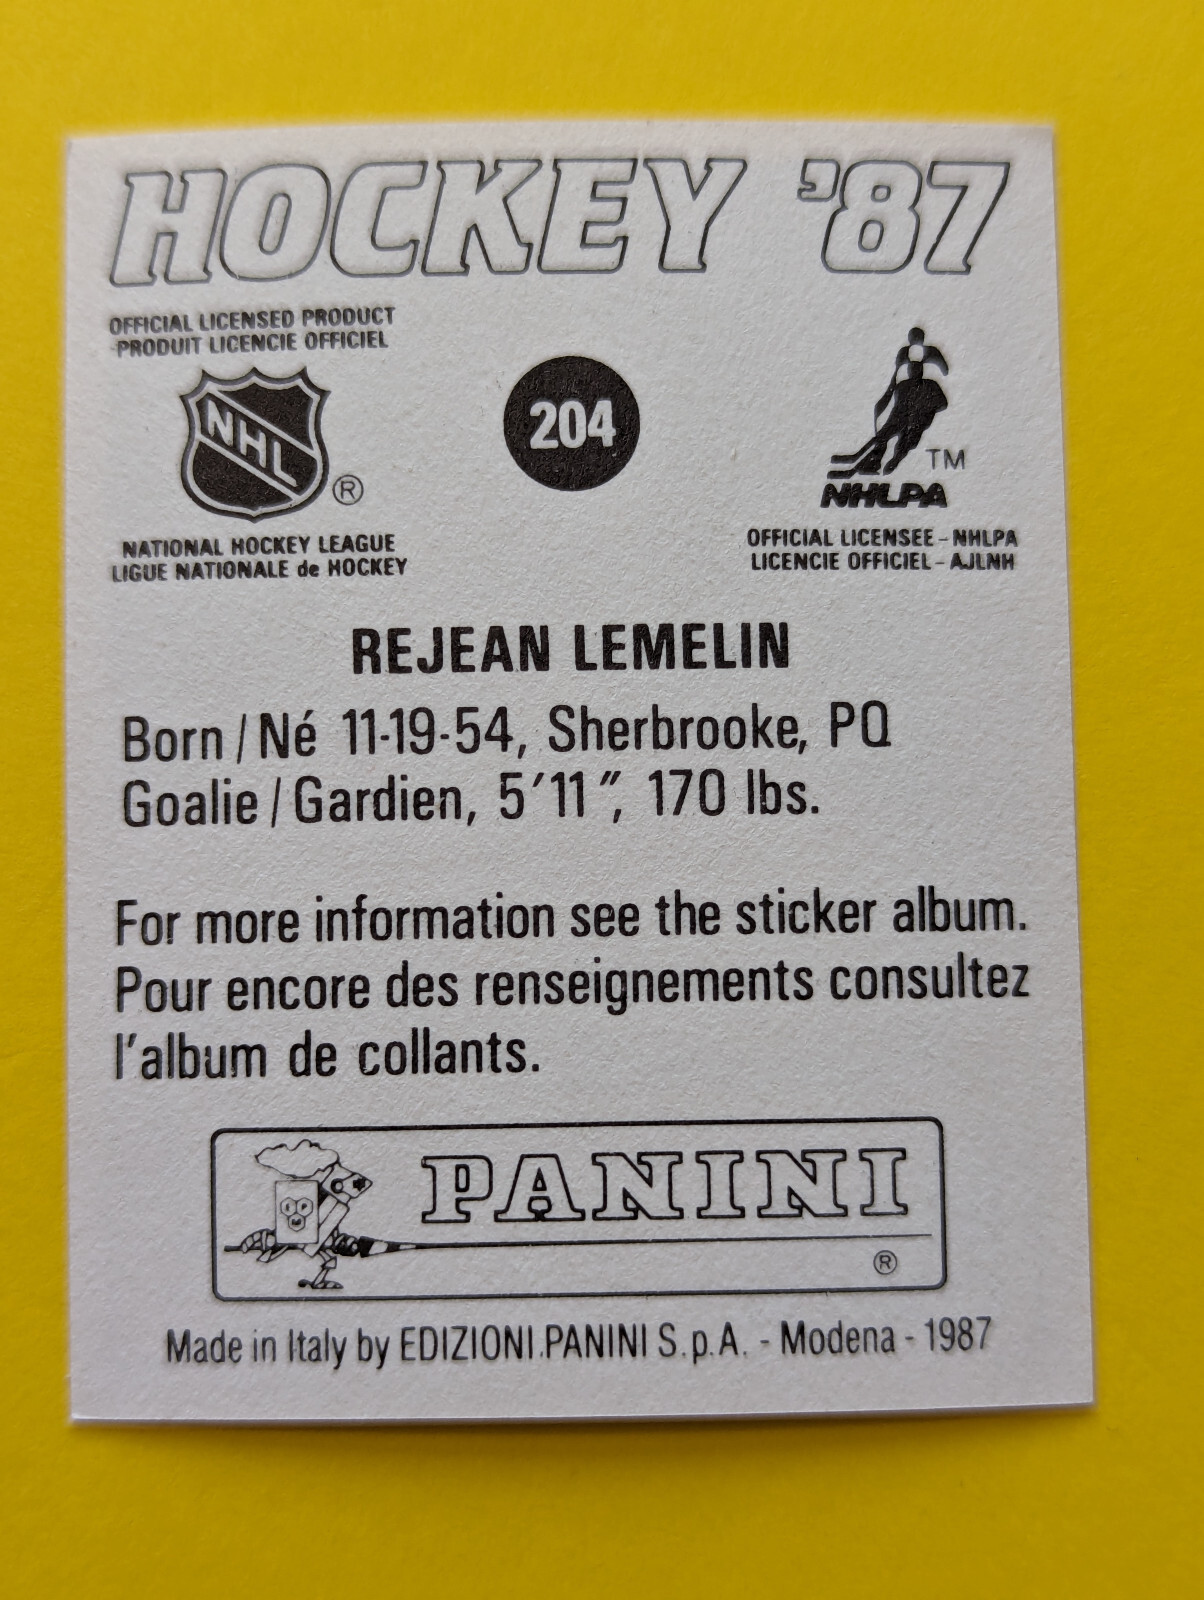 HOCKEY '87
OFFICIAL LICENSED PRODUCT
PRODUIT LICENCIE OFFICIEL
NHL
®
NATIONAL HOCKEY LEAGUE
LIGUE NATIONALE de HOCKEY
204
TM
NHLPA
OFFICIAL LICENSEE - NHLPA
LICENCIE OFFICIEL - AJLNH
REJEAN LEMELIN
Born / Né 11-19-54, Sherbrooke, PQ
Goalie / Gardien, 5'11", 170 lbs.
For more information see the sticker album.
Pour encore des renseignements consultez
l'album de collants.
PANINI
®
Made in Italy by EDIZIONI PANINI S.p.A. - Modena - 1987